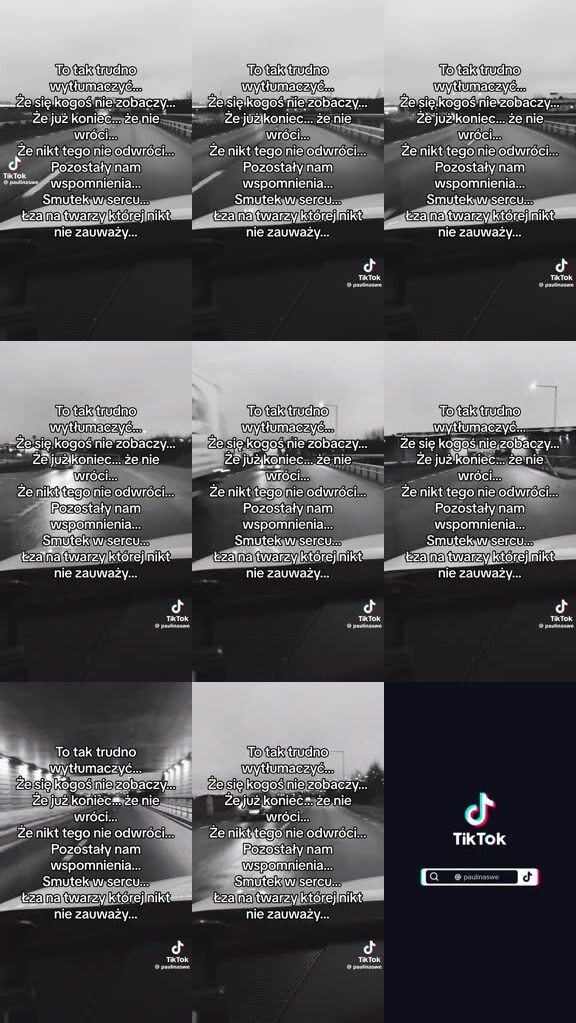 To tak trudno
wytłumaczyć...
Że się kogoś nie zobaczy...
Że już koniec... że nie
wróci...
Że nikt tego nie odwróci...
Pozostały nam
wspomnienia...
Smutek w sercu...
Łza na twarzy której nikt
nie zauważy...
TikTok
@ paulinaswe
To tak trudno
wytłumaczyć...
Że się kogoś nie zobaczy...
Że już koniec... że nie
wróci...
Że nikt tego nie odwróci...
Pozostały nam
wspomnienia...
Smutek w sercu...
Łza na twarzy której nikt
nie zauważy...
TikTok
@ paulinaswe
To tak trudno
wytłumaczyć...
Że się kogoś nie zobaczy...
Że już koniec... że nie
wróci...
Że nikt tego nie odwróci...
Pozostały nam
wspomnienia...
Smutek w sercu...
Łza na twarzy której nikt
nie zauważy...
TikTok
@ paulinaswe
To tak trudno
wytłumaczyć...
Że się kogoś nie zobaczy...
Że już koniec... że nie
wróci...
Że nikt tego nie odwróci...
Pozostały nam
wspomnienia...
Smutek w sercu...
Łza na twarzy której nikt
nie zauważy...
TikTok
@ paulinaswe
To tak trudno
wytłumaczyć...
Że się kogoś nie zobaczy...
Że już koniec... że nie
wróci...
Że nikt tego nie odwróci...
Pozostały nam
wspomnienia...
Smutek w sercu...
Łza na twarzy której nikt
nie zauważy...
TikTok
@ paulinaswe
To tak trudno
wytłumaczyć...
Że się kogoś nie zobaczy...
Że już koniec... że nie
wróci...
Że nikt tego nie odwróci...
Pozostały nam
wspomnienia...
Smutek w sercu...
Łza na twarzy której nikt
nie zauważy...
TikTok
@ paulinaswe
To tak trudno
wytłumaczyć...
Że się kogoś nie zobaczy...
Że już koniec... że nie
wróci...
Że nikt tego nie odwróci...
Pozostały nam
wspomnienia...
Smutek w sercu...
Łza na twarzy której nikt
nie zauważy...
TikTok
@ paulinaswe
To tak trudno
wytłumaczyć...
Że się kogoś nie zobaczy...
Że już koniec... że nie
wróci...
Że nikt tego nie odwróci...
Pozostały nam
wspomnienia...
Smutek w sercu...
Łza na twarzy której nikt
nie zauważy...
TikTok
@ paulinaswe
TikTok
@ paulinaswe